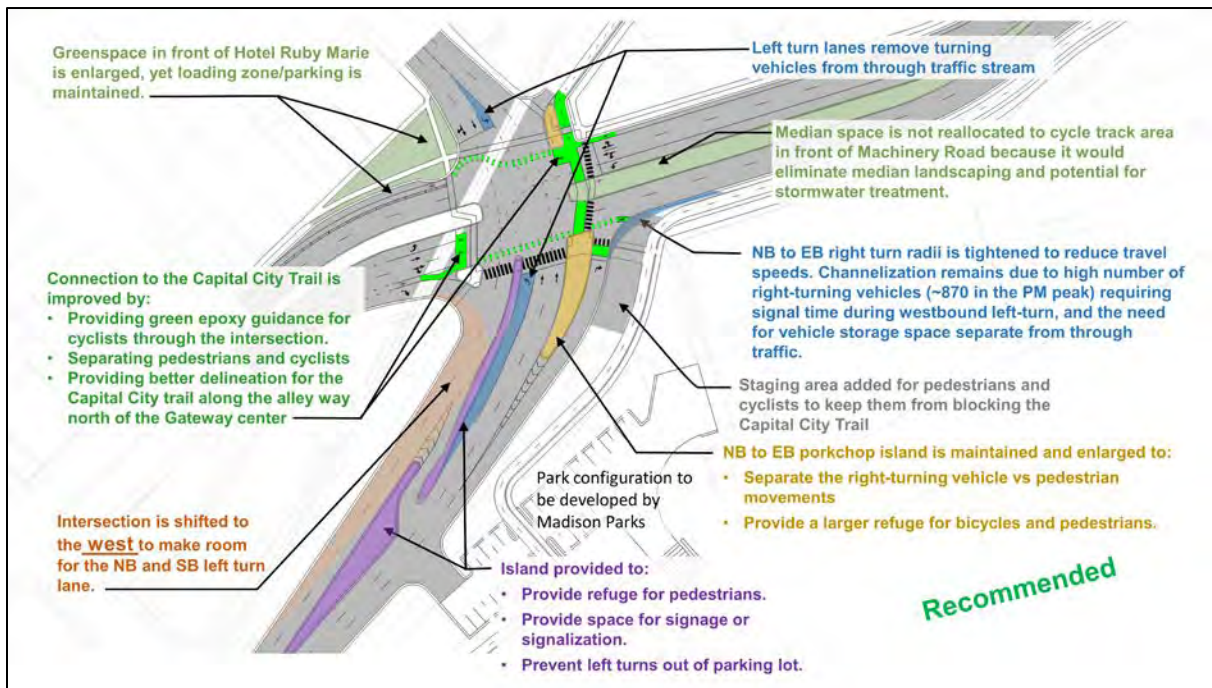 Greenspace in front of Hotel Ruby Marie
is enlarged, yet loading zone/parking is
maintained.
Left turn lanes remove turning
vehicles from through traffic stream
Median space is not reallocated to cycle track area
in front of Machinery Road because it would
eliminate median landscaping and potential for
stormwater treatment.
NB to EB right turn radii is tightened to reduce travel
speeds. Channelization remains due to high number of
right-turning vehicles (~870 in the PM peak) requiring
signal time during westbound left-turn, and the need
for vehicle storage space separate from through
traffic.
Connection to the Capital City Trail is
improved by:
• Providing green epoxy guidance for
cyclists through the intersection.
• Separating pedestrians and cyclists
• Providing better delineation for the
Capital City trail along the alley way
north of the Gateway center
Staging area added for pedestrians and
cyclists to keep them from blocking the
Capital City Trail
NB to EB porkchop island is maintained and enlarged to:
• Separate the right-turning vehicle vs pedestrian
movements
• Provide a larger refuge for bicycles and pedestrians.
Park configuration to
be developed by
Madison Parks
Intersection is shifted to
the west to make room
for the NB and SB left turn
lane.
Island provided to:
• Provide refuge for pedestrians.
• Provide space for signage or
signalization.
• Prevent left turns out of parking lot.
Recommended